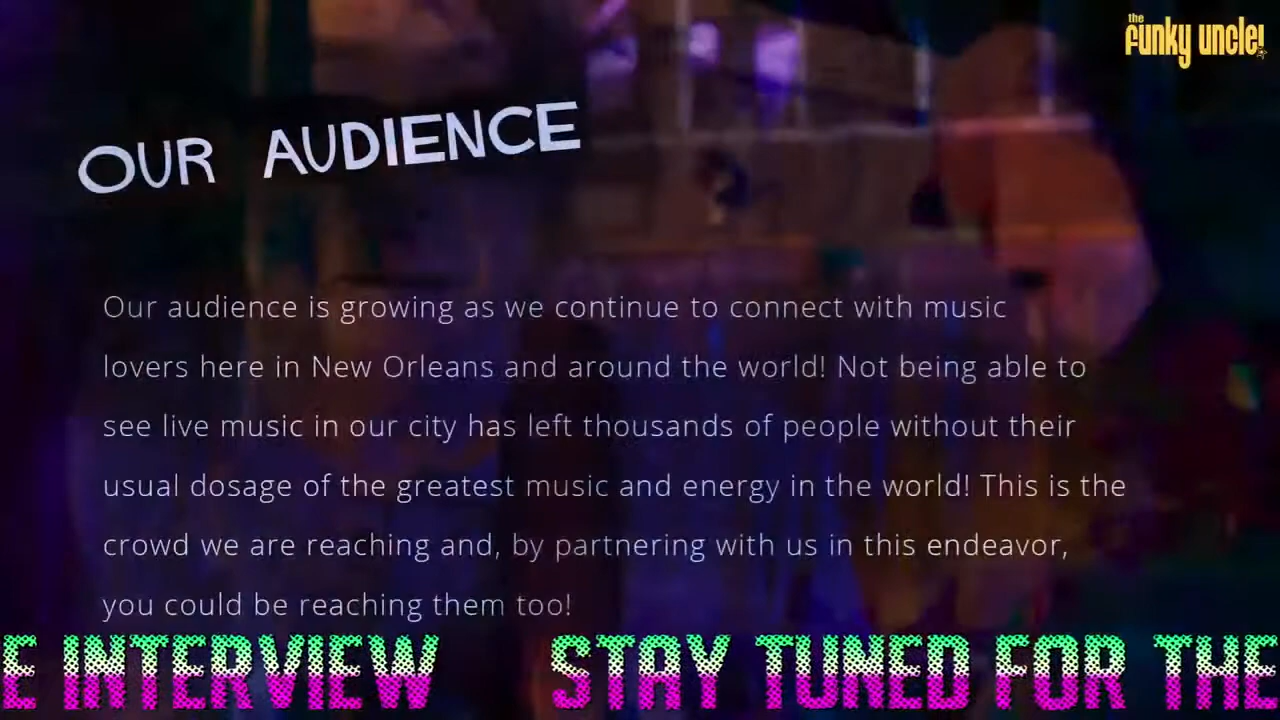 the
funky uncle!
OUR AUDIENCE
Our audience is growing as we continue to connect with music
lovers here in New Orleans and around the world! Not being able to
see live music in our city has left thousands of people without their
usual dosage of the greatest music and energy in the world! This is the
crowd we are reaching and, by partnering with us in this endeavor,
you could be reaching them too!
E INTERVIEW STAY TUNED FOR THE